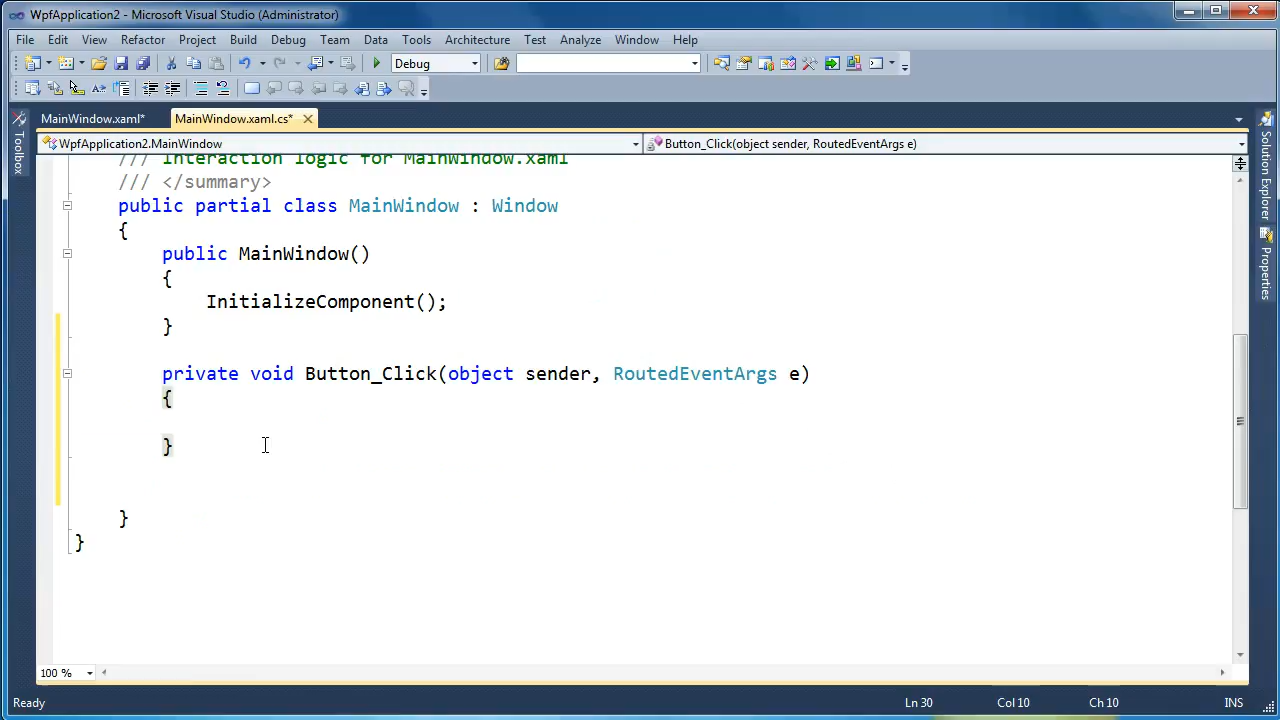 WpfApplication2 - Microsoft Visual Studio (Administrator)
File Edit View Refactor Project Build Debug Team Data Tools Architecture Test Analyze Window Help
Debug
MainWindow.xaml* MainWindow.xaml.cs*
Toolbox
Solution Explorer
Properties
WpfApplication2.MainWindow Button_Click(object sender, RoutedEventArgs e)
/// Interaction logic for MainWindow.xaml
/// </summary>
public partial class MainWindow : Window
{
public MainWindow()
{
InitializeComponent();
}
private void Button_Click(object sender, RoutedEventArgs e)
{
}
}
}
100 %
Ready Ln 30 Col 10 Ch 10 INS